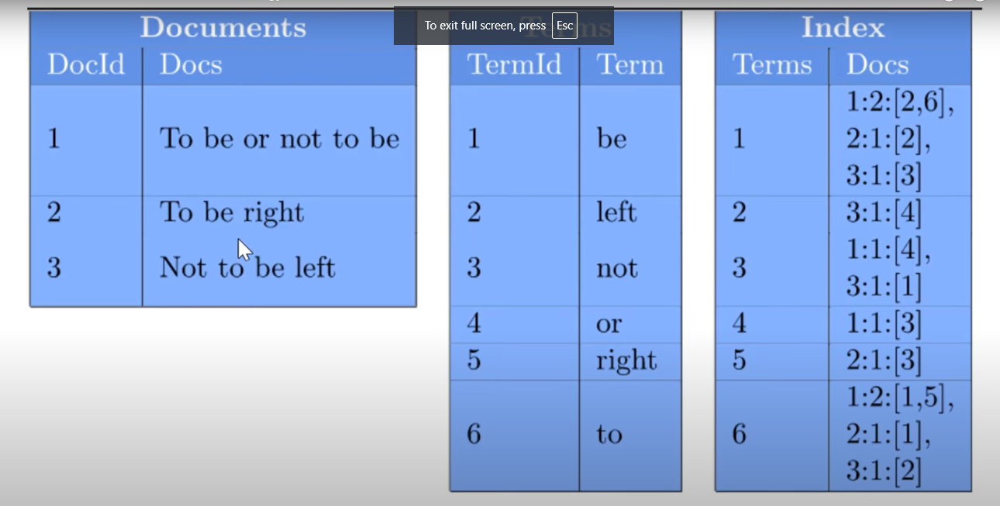 Documents
DocId Docs
1 To be or not to be
2 To be right
3 Not to be left
To exit full screen, press Esc
TermId Term
1 be
2 left
3 not
4 or
5 right
6 to
Index
Terms Docs
1 1:2:[2,6],
2:1:[2],
3:1:[3]
2 3:1:[4]
3 1:1:[4],
3:1:[1]
4 1:1:[3]
5 2:1:[3]
6 1:2:[1,5],
2:1:[1],
3:1:[2]